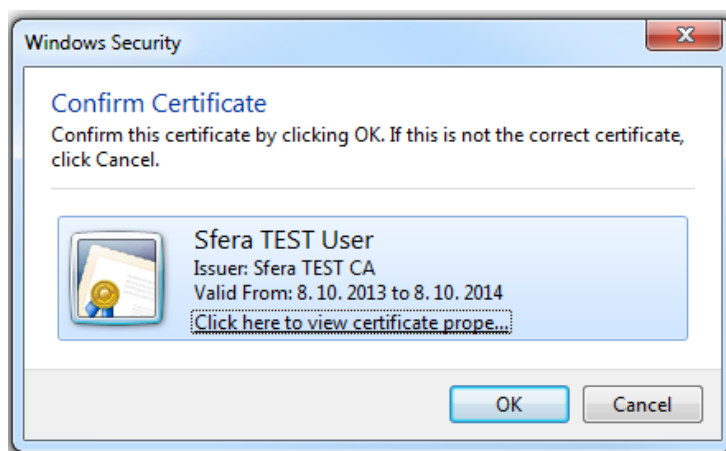 Windows Security
Confirm Certificate
Confirm this certificate by clicking OK. If this is not the correct certificate,
click Cancel.
Sfera TEST User
Issuer: Sfera TEST CA
Valid From: 8. 10. 2013 to 8. 10. 2014
Click here to view certificate prope...
OK
Cancel